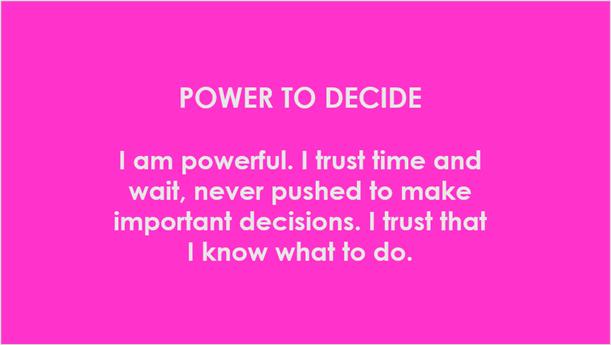 POWER TO DECIDE
I am powerful. I trust time and
wait, never pushed to make
important decisions. I trust that
I know what to do.